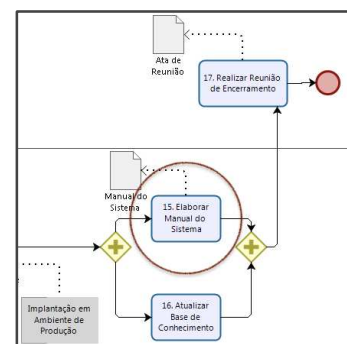 Ata de
Reunião
17. Realizar Reunião
de Encerramento
Manual do
Sistema
15. Elaborar
Manual do
Sistema
Implantação em
Ambiente de
Produção
16. Atualizar
Base de
Conhecimento